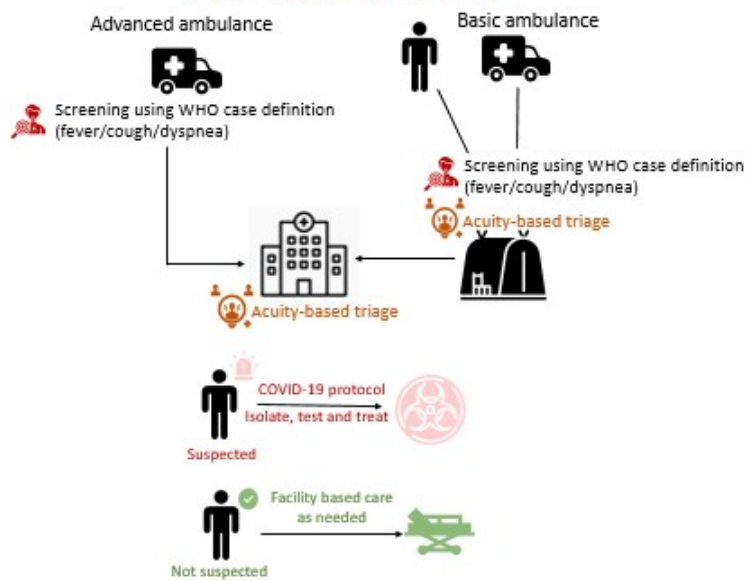 Advanced ambulance
Basic ambulance
Screening using WHO case definition
(fever/cough/dyspnea)
Screening using WHO case definition
(fever/cough/dyspnea)
Acuity-based triage
Acuity-based triage
COVID-19 protocol
Isolate, test and treat
Suspected
Facility based care
as needed
Not suspected